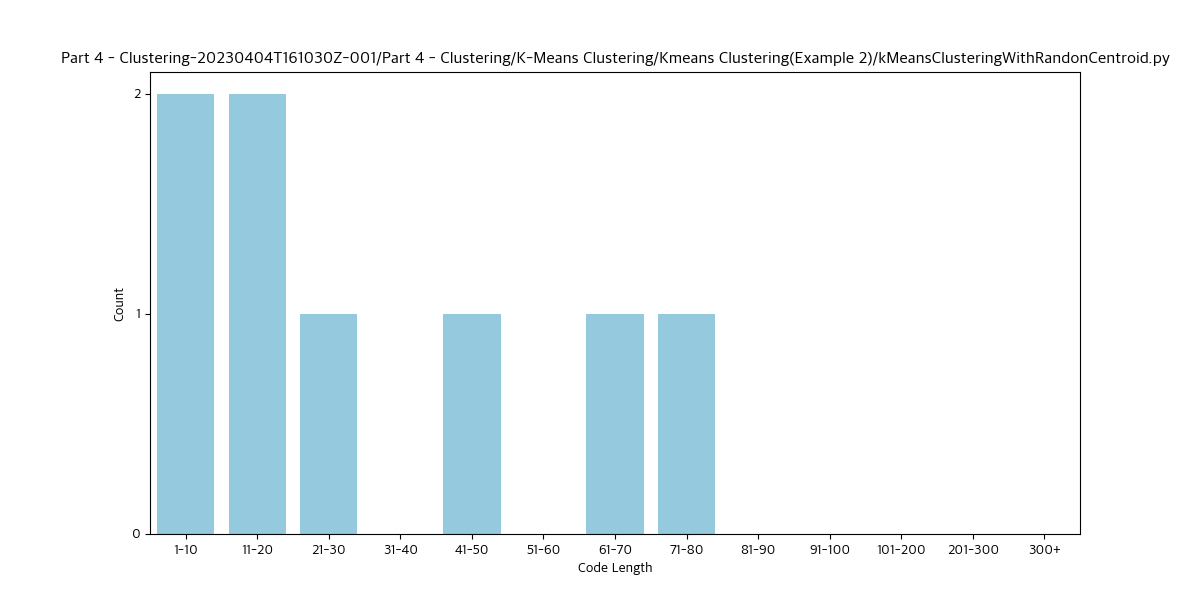 Part 4 - Clustering-20230404T161030Z-001/Part 4 - Clustering/K-Means Clustering/Kmeans Clustering(Example 2)/kMeansClusteringWithRandonCentroid.py
2
1
0
Count
1-10 11-20 21-30 31-40 41-50 51-60 61-70 71-80 81-90 91-100 101-200 201-300 300+
Code Length